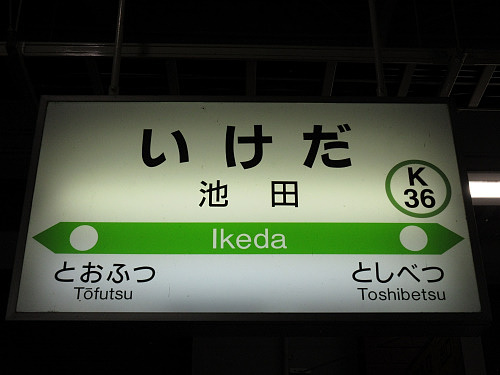 いけだ
池田
K
36
Ikeda
とおふつ
Tōfutsu
としべつ
Toshibetsu